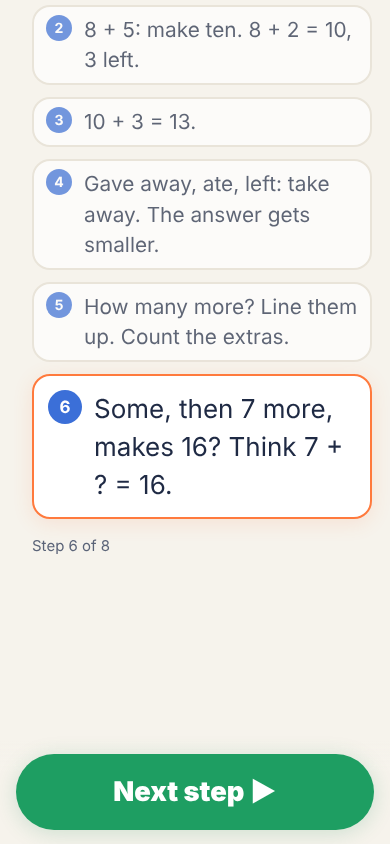 2
8 + 5: make ten. 8 + 2 = 10,
3 left.
3
10 + 3 = 13.
4
Gave away, ate, left: take
away. The answer gets
smaller.
5
How many more? Line them
up. Count the extras.
6
Some, then 7 more,
makes 16? Think 7 +
? = 16.
Step 6 of 8
Next step ▶